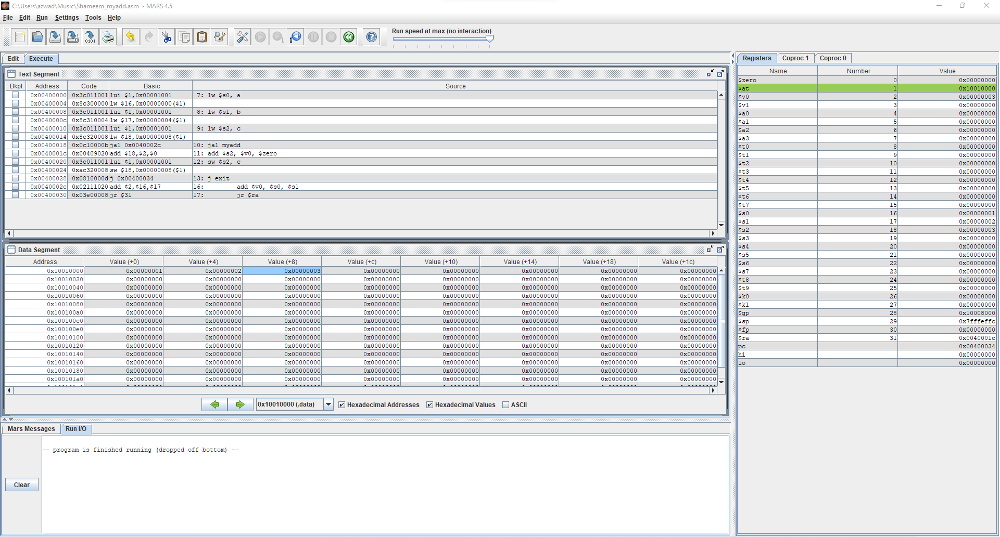 C:\Users\azwad\Music\Shameem_myadd.asm - MARS 4.5
File Edit Run Settings Tools Help
Run speed at max (no interaction)
Edit Execute
Text Segment
Bkpt Address Code Basic Source
0x00400000 0x3c011001 lui $1,0x00001001 7: lw $s0, a
0x00400004 0x8c300000 lw $16,0x00000000($1)
0x00400008 0x3c011001 lui $1,0x00001001 8: lw $s1, b
0x0040000c 0x8c310004 lw $17,0x00000004($1)
0x00400010 0x3c011001 lui $1,0x00001001 9: lw $s2, c
0x00400014 0x8c320008 lw $18,0x00000008($1)
0x00400018 0x0c10000b jal 0x0040002c 10: jal myadd
0x0040001c 0x00409020 add $18,$2,$0 11: add $s2, $v0, $zero
0x00400020 0x3c011001 lui $1,0x00001001 12: sw $s2, c
0x00400024 0xac320008 sw $18,0x00000008($1)
0x00400028 0x0810000d j 0x00400034 13: j exit
0x0040002c 0x02111020 add $2,$16,$17 16: add $v0, $s0, $s1
0x00400030 0x03e00008 jr $31 17: jr $ra
Data Segment
Address Value (+0) Value (+4) Value (+8) Value (+c) Value (+10) Value (+14) Value (+18) Value (+1c)
0x10010000 0x00000001 0x00000002 0x00000003 0x00000000 0x00000000 0x00000000 0x00000000 0x00000000
0x10010020 0x00000000 0x00000000 0x00000000 0x00000000 0x00000000 0x00000000 0x00000000 0x00000000
0x10010040 0x00000000 0x00000000 0x00000000 0x00000000 0x00000000 0x00000000 0x00000000 0x00000000
0x10010060 0x00000000 0x00000000 0x00000000 0x00000000 0x00000000 0x00000000 0x00000000 0x00000000
0x10010080 0x00000000 0x00000000 0x00000000 0x00000000 0x00000000 0x00000000 0x00000000 0x00000000
0x100100a0 0x00000000 0x00000000 0x00000000 0x00000000 0x00000000 0x00000000 0x00000000 0x00000000
0x100100c0 0x00000000 0x00000000 0x00000000 0x00000000 0x00000000 0x00000000 0x00000000 0x00000000
0x100100e0 0x00000000 0x00000000 0x00000000 0x00000000 0x00000000 0x00000000 0x00000000 0x00000000
0x10010100 0x00000000 0x00000000 0x00000000 0x00000000 0x00000000 0x00000000 0x00000000 0x00000000
0x10010120 0x00000000 0x00000000 0x00000000 0x00000000 0x00000000 0x00000000 0x00000000 0x00000000
0x10010140 0x00000000 0x00000000 0x00000000 0x00000000 0x00000000 0x00000000 0x00000000 0x00000000
0x10010160 0x00000000 0x00000000 0x00000000 0x00000000 0x00000000 0x00000000 0x00000000 0x00000000
0x10010180 0x00000000 0x00000000 0x00000000 0x00000000 0x00000000 0x00000000 0x00000000 0x00000000
0x100101a0 0x00000000 0x00000000 0x00000000 0x00000000 0x00000000 0x00000000 0x00000000 0x00000000
0x10010000 (.data) Hexadecimal Addresses Hexadecimal Values ASCII
Mars Messages Run I/O
-- program is finished running (dropped off bottom) --
Clear
Registers Coproc 1 Coproc 0
Name Number Value
$zero 0 0x00000000
$at 1 0x10010000
$v0 2 0x00000003
$v1 3 0x00000000
$a0 4 0x00000000
$a1 5 0x00000000
$a2 6 0x00000000
$a3 7 0x00000000
$t0 8 0x00000000
$t1 9 0x00000000
$t2 10 0x00000000
$t3 11 0x00000000
$t4 12 0x00000000
$t5 13 0x00000000
$t6 14 0x00000000
$t7 15 0x00000000
$s0 16 0x00000001
$s1 17 0x00000002
$s2 18 0x00000003
$s3 19 0x00000000
$s4 20 0x00000000
$s5 21 0x00000000
$s6 22 0x00000000
$s7 23 0x00000000
$t8 24 0x00000000
$t9 25 0x00000000
$k0 26 0x00000000
$k1 27 0x00000000
$gp 28 0x10008000
$sp 29 0x7fffeffc
$fp 30 0x00000000
$ra 31 0x0040001c
pc 0x00400034
hi 0x00000000
lo 0x00000000